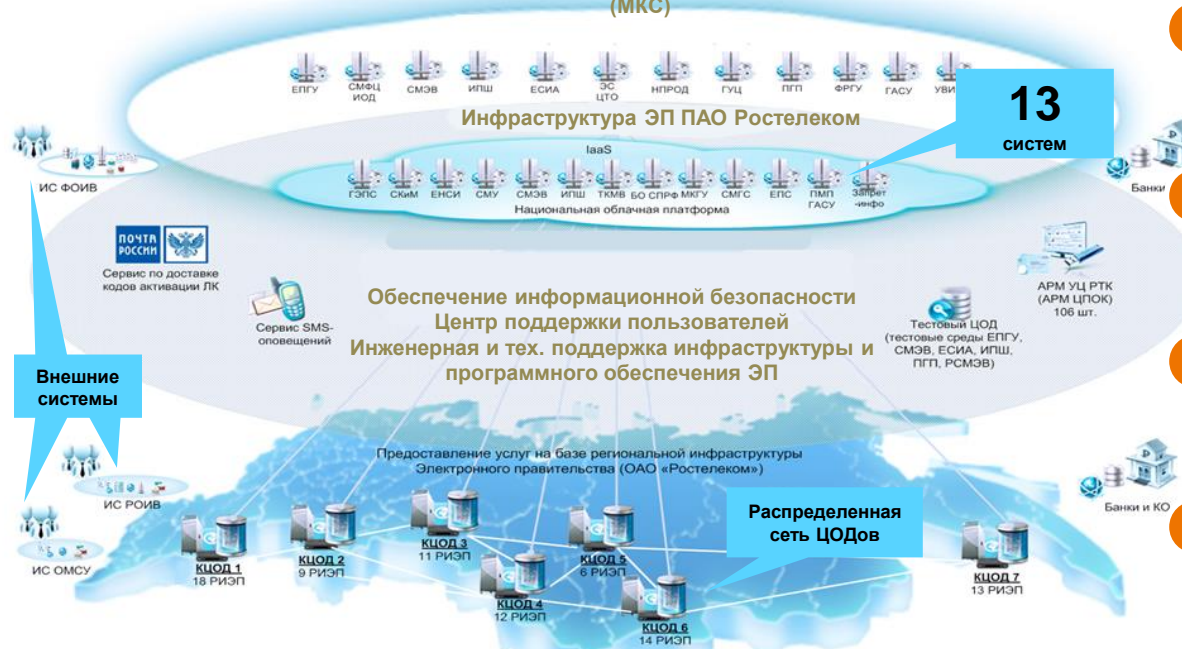 (МКС)
ЕПГУ
СМФЦ
ИОД
СМЭВ
ИПШ
ЕСИА
ЭС
ЦТО
НПРОД
ГУЦ
ПГП
ФРГУ
ГАСУ
Инфраструктура ЭП ПАО Ростелеком
13
систем
IaaS
ГЭПС
СКиМ
ЕНСИ
СМУ
СМЭВ
ИПШ
ТКМВ
БО СПРФ
МКГУ
СМГС
ЕПС
ПМП
ГАСУ
Запрет
-инфо
Национальная облачная платформа
ИС ФОИВ
Банки
ПОЧТА
РОССИИ
Сервис по доставке
кодов активации ЛК
Сервис SMS-
оповещений
Обеспечение информационной безопасности
Центр поддержки пользователей
Инженерная и тех. поддержка инфраструктуры и
программного обеспечения ЭП
АРМ УЦ РТК
(АРМ ЦПОК)
106 шт.
Тестовый ЦОД
(тестовые среды ЕПГУ,
СМЭВ, ЕСИА, ИПШ,
ПГП, РСМЭВ)
Внешние
системы
Предоставление услуг на базе региональной инфраструктуры
Электронного правительства (ОАО «Ростелеком»)
ИС РОИВ
ИС ОМСУ
Банки и КО
Распределенная
сеть ЦОДов
КЦОД 1
18 РИЭП
КЦОД 2
9 РИЭП
КЦОД 3
11 РИЭП
КЦОД 4
12 РИЭП
КЦОД 5
6 РИЭП
КЦОД 6
14 РИЭП
КЦОД 7
13 РИЭП